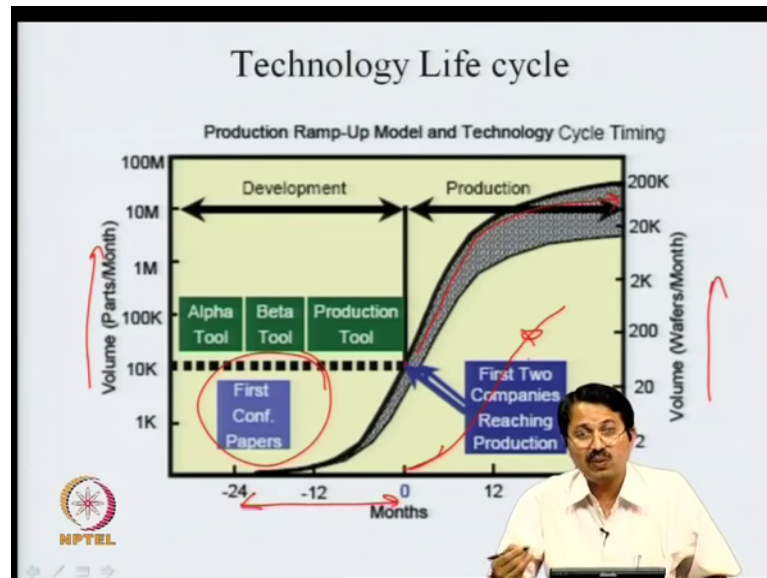 Technology Life cycle
Production Ramp-Up Model and Technology Cycle Timing
100M
10M
1M
100K
10K
1K
Volume (Parts/Month)
Development
Production
Alpha
Tool
Beta
Tool
Production
Tool
First
Conf.
Papers
First Two
Companies
Reaching
Production
200K
20K
2K
200
20
2
Volume (Wafers/Month)
-24
-12
0
12
Months
NPTEL